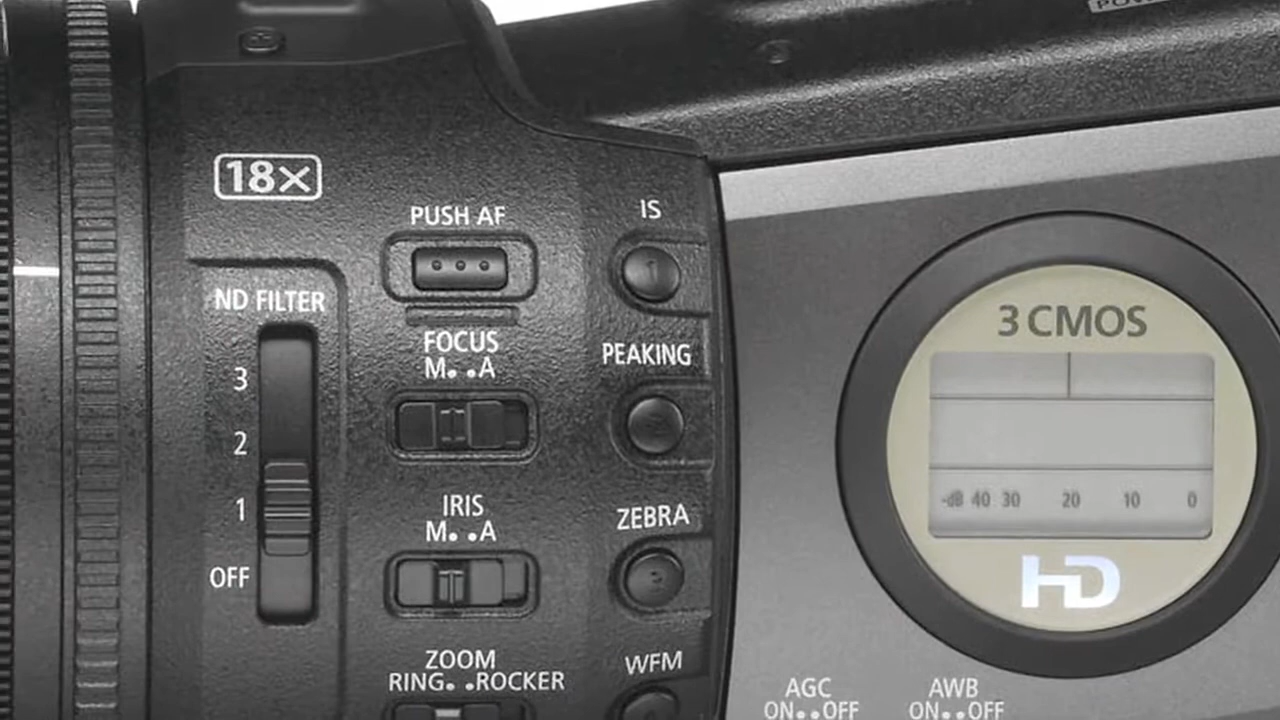 18×
PUSH AF
IS
ND FILTER
FOCUS
M..A
PEAKING
3
2
1
OFF
IRIS
M..A
ZEBRA
ZOOM
RING..ROCKER
WFM
3 CMOS
-dB 40 30 20 10 0
HD
AGC
ON..OFF
AWB
ON..OFF